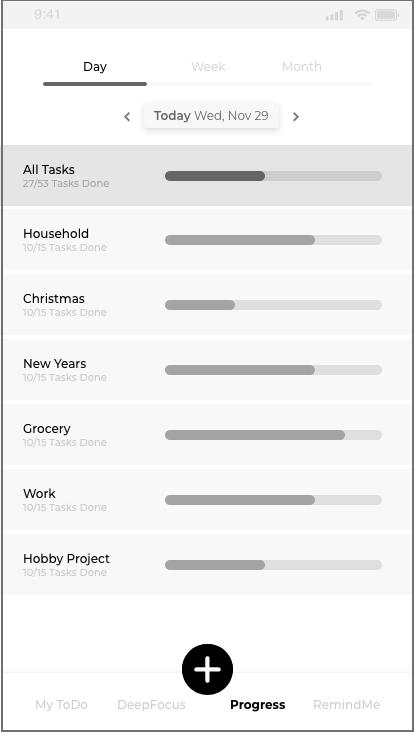 9:41
Day Week Month
Today Wed, Nov 29
All Tasks
27/53 Tasks Done
Household
10/15 Tasks Done
Christmas
10/15 Tasks Done
New Years
10/15 Tasks Done
Grocery
10/15 Tasks Done
Work
10/15 Tasks Done
Hobby Project
10/15 Tasks Done
My ToDo DeepFocus Progress RemindMe